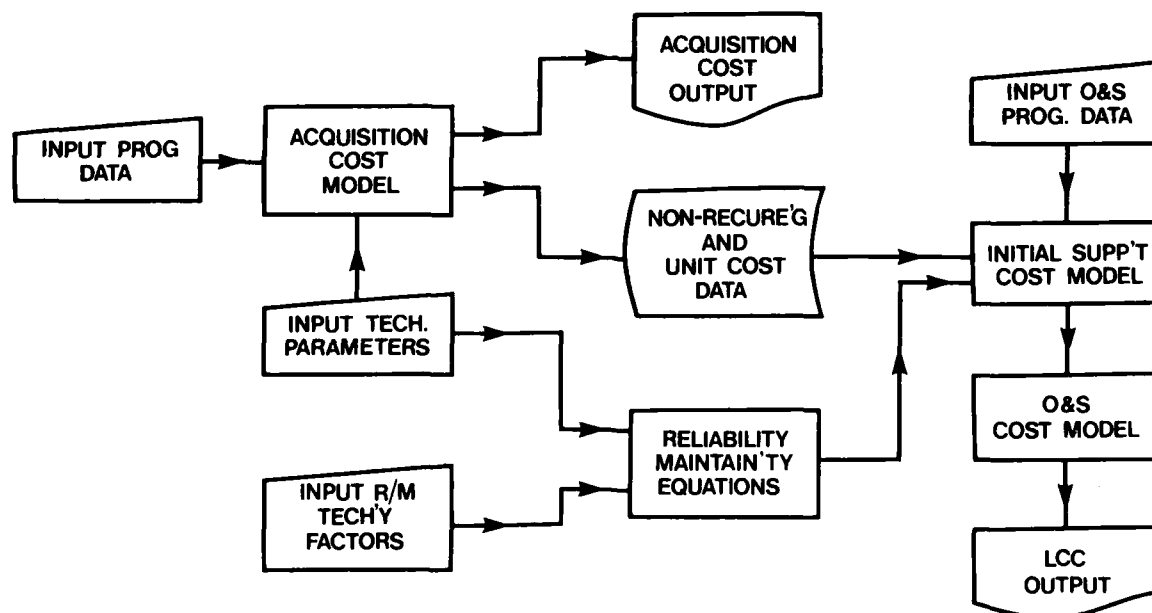 INPUT PROG
DATA
ACQUISITION
COST
MODEL
ACQUISITION
COST
OUTPUT
INPUT O&S
PROG. DATA
NON-RECURE'G
AND
UNIT COST
DATA
INITIAL SUPP'T
COST MODEL
INPUT TECH.
PARAMETERS
RELIABILITY
MAINTAIN'TY
EQUATIONS
O&S
COST MODEL
INPUT R/M
TECH'Y
FACTORS
LCC
OUTPUT